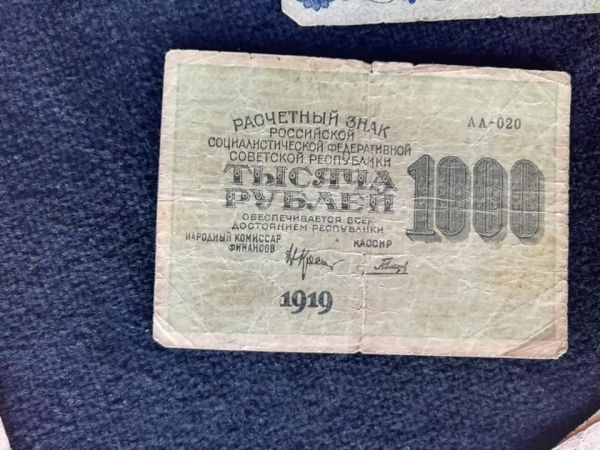 РАСЧЕТНЫЙ ЗНАК
РОССИЙСКОЙ
СОЦИАЛИСТИЧЕСКОЙ ФЕДЕРАТИВНОЙ
СОВЕТСКОЙ РЕСПУБЛИКИ
ТЫСЯЧА
РУБЛЕЙ
ОБЕСПЕЧИВАЕТСЯ ВСЕМ
ДОСТОЯНИЕМ РЕСПУБЛИКИ
НАРОДНЫЙ КОМИССАР
ФИНАНСОВ
КАССИР
1919
АА-020
1000